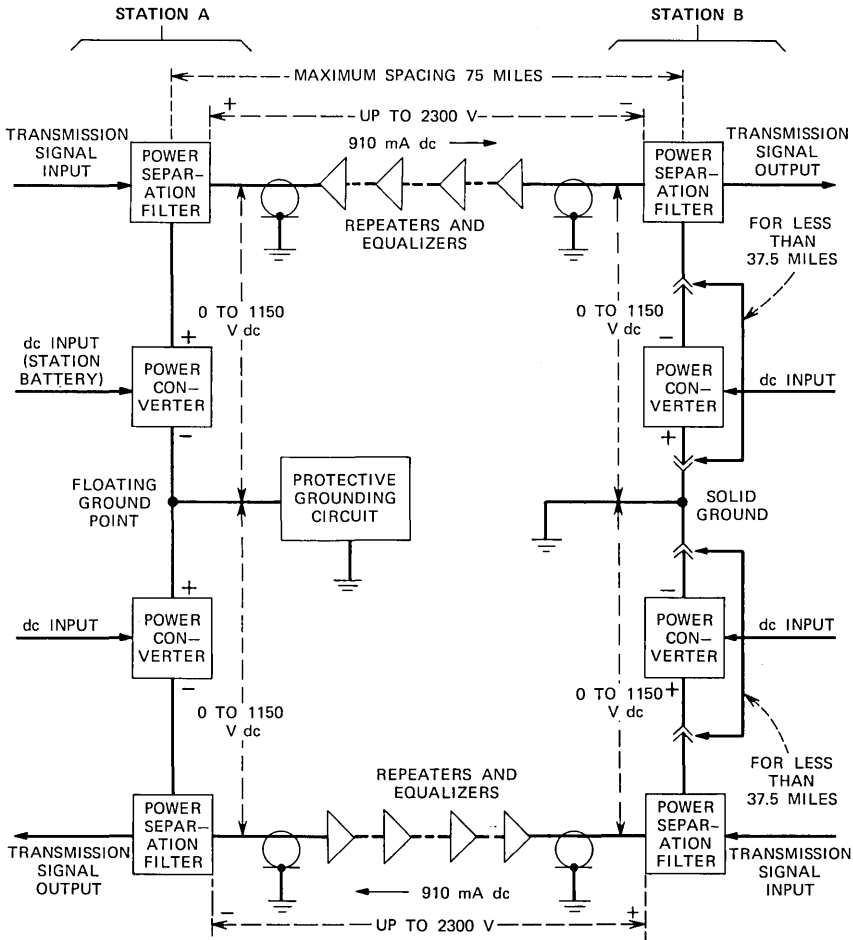 STATION A
STATION B
MAXIMUM SPACING 75 MILES
+
−
UP TO 2300 V
TRANSMISSION
SIGNAL
INPUT
POWER
SEPAR-
ATION
FILTER
910 mA dc
REPEATERS AND
EQUALIZERS
POWER
SEPAR-
ATION
FILTER
TRANSMISSION
SIGNAL
OUTPUT
FOR LESS
THAN
37.5 MILES
0 TO 1150
V dc
0 TO 1150
V dc
dc INPUT
(STATION
BATTERY)
+
POWER
CON-
VERTER
−
−
POWER
CON-
VERTER
+
dc INPUT
FLOATING
GROUND
POINT
PROTECTIVE
GROUNDING
CIRCUIT
SOLID
GROUND
dc INPUT
+
POWER
CON-
VERTER
−
−
POWER
CON-
VERTER
+
dc INPUT
0 TO 1150
V dc
0 TO 1150
V dc
FOR LESS
THAN
37.5 MILES
REPEATERS AND
EQUALIZERS
POWER
SEPAR-
ATION
FILTER
TRANSMISSION
SIGNAL
OUTPUT
POWER
SEPAR-
ATION
FILTER
TRANSMISSION
SIGNAL
INPUT
910 mA dc
−
+
UP TO 2300 V